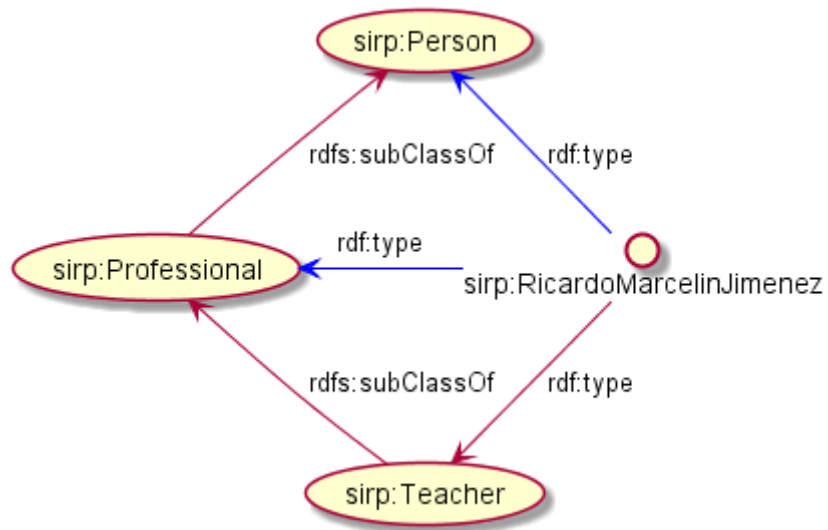 sirp:Person
rdfs:subClassOf
rdf:type
rdf:type
sirp:Professional
sirp:RicardoMarcelinJimenez
rdfs:subClassOf
rdf:type
sirp:Teacher